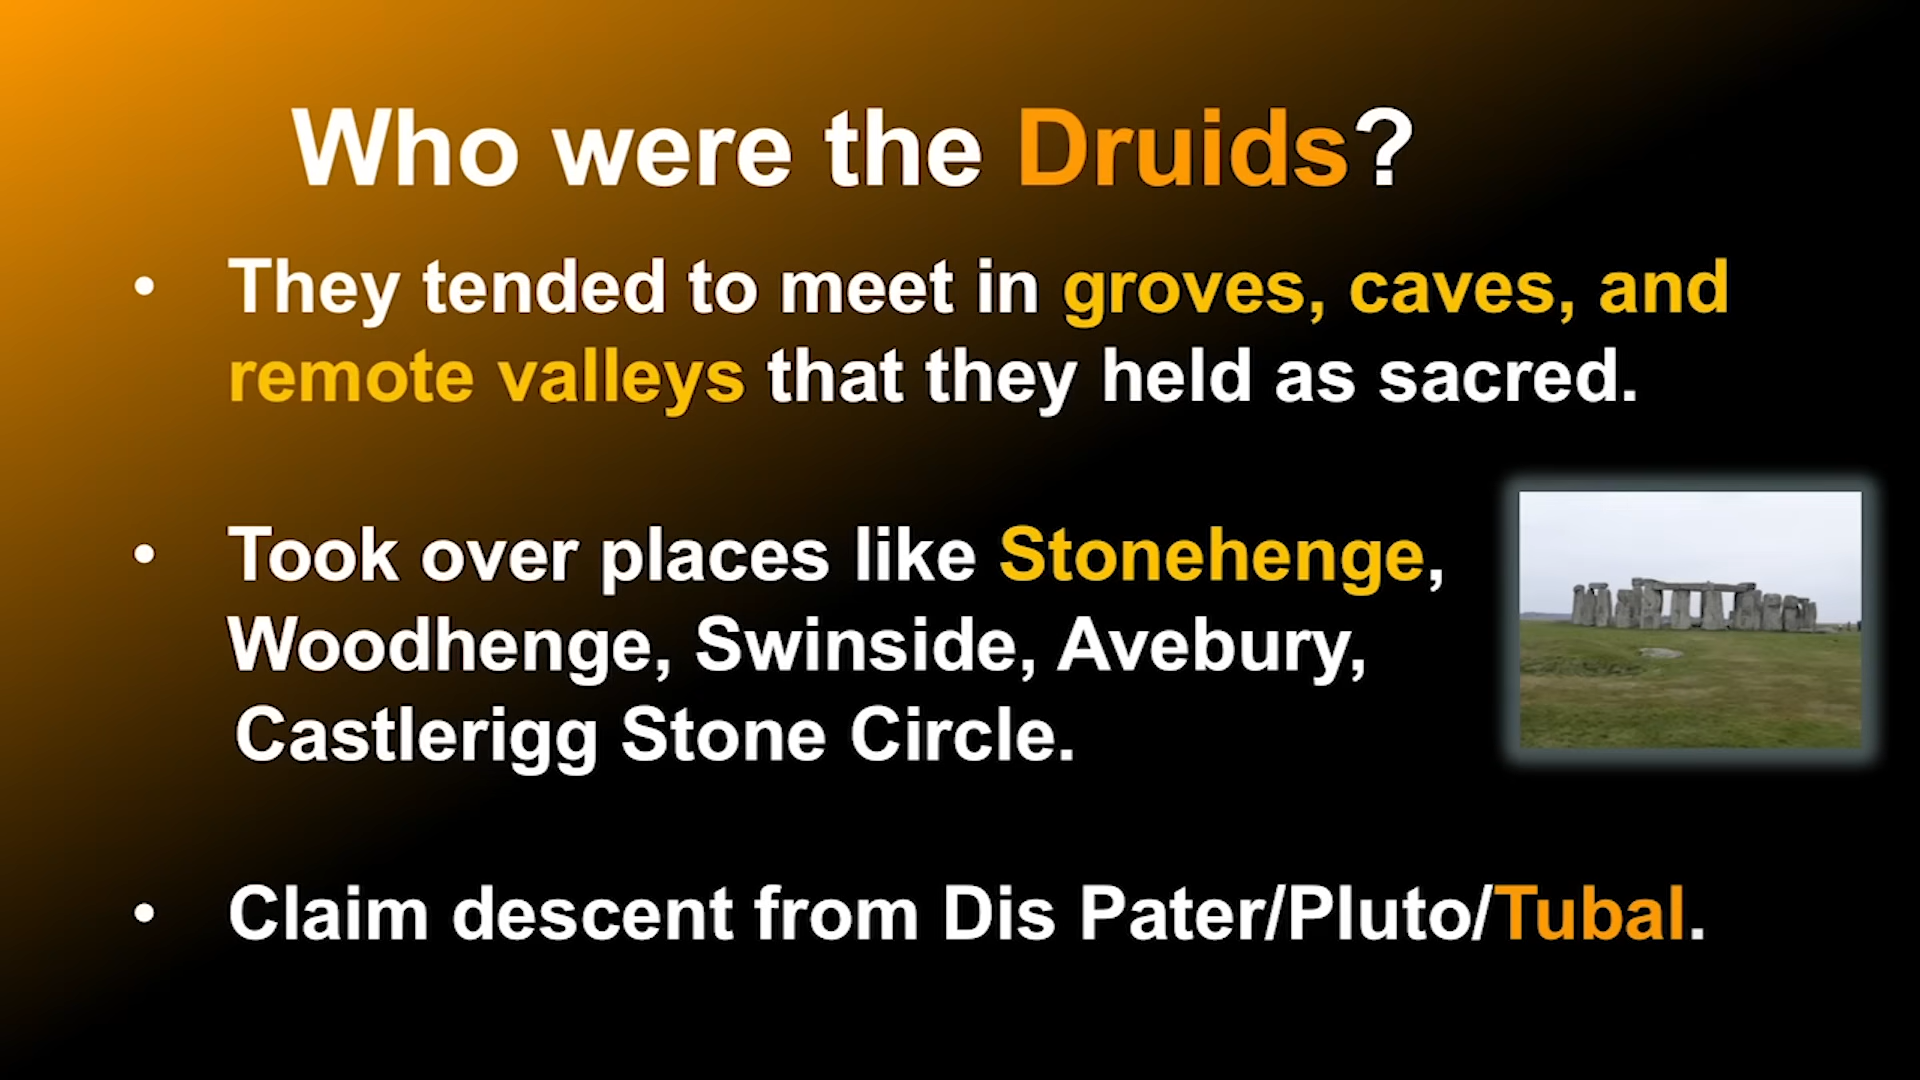 Who were the Druids?
• They tended to meet in groves, caves, and
remote valleys that they held as sacred.
• Took over places like Stonehenge,
Woodhenge, Swinside, Avebury,
Castlerigg Stone Circle.
• Claim descent from Dis Pater/Pluto/Tubal.